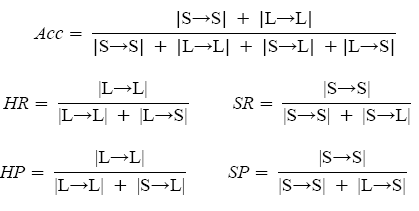 Acc = |S→S| + |L→L| / |S→S| + |L→L| + |S→L| + |L→S|
HR = |L→L| / |L→L| + |L→S| SR = |S→S| / |S→S| + |S→L|
HP = |L→L| / |L→L| + |S→L| SP = |S→S| / |S→S| + |L→S|